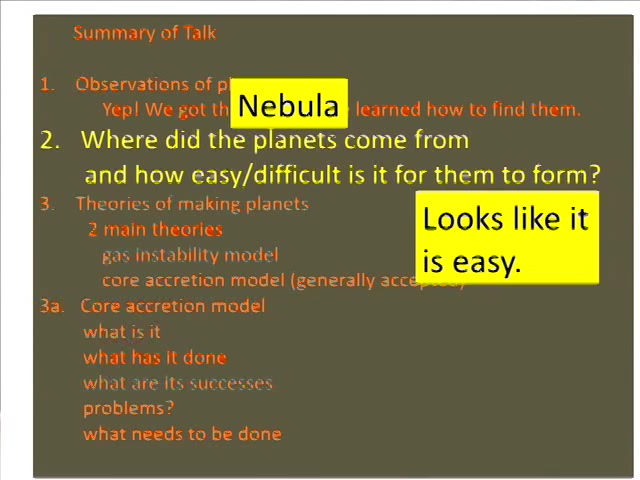 Summary of Talk
1. Observations of pl
Nebula
Yep! We got th learned how to find them.
2. Where did the planets come from
and how easy/difficult is it for them to form?
3. Theories of making planets
2 main theories
Looks like it
is easy.
gas instability model
core accretion model (generally accepted)
3a. Core accretion model
what is it
what has it done
what are its successes
problems?
what needs to be done